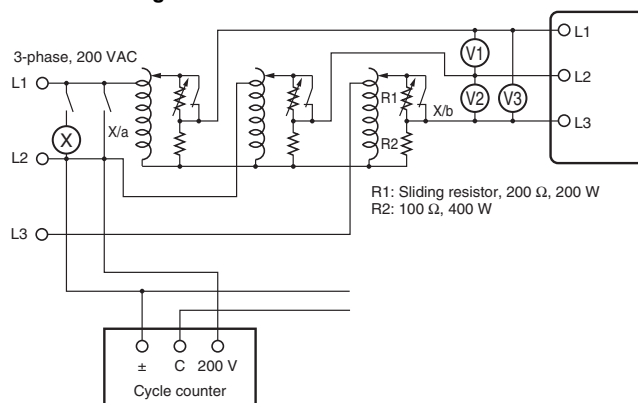 3-phase, 200 VAC
L1
L2
L3
X
X/a
R1
R2
X/b
V1
V2
V3
L1
L2
L3
R1: Sliding resistor, 200 Ω, 200 W
R2: 100 Ω, 400 W
± C 200 V
Cycle counter